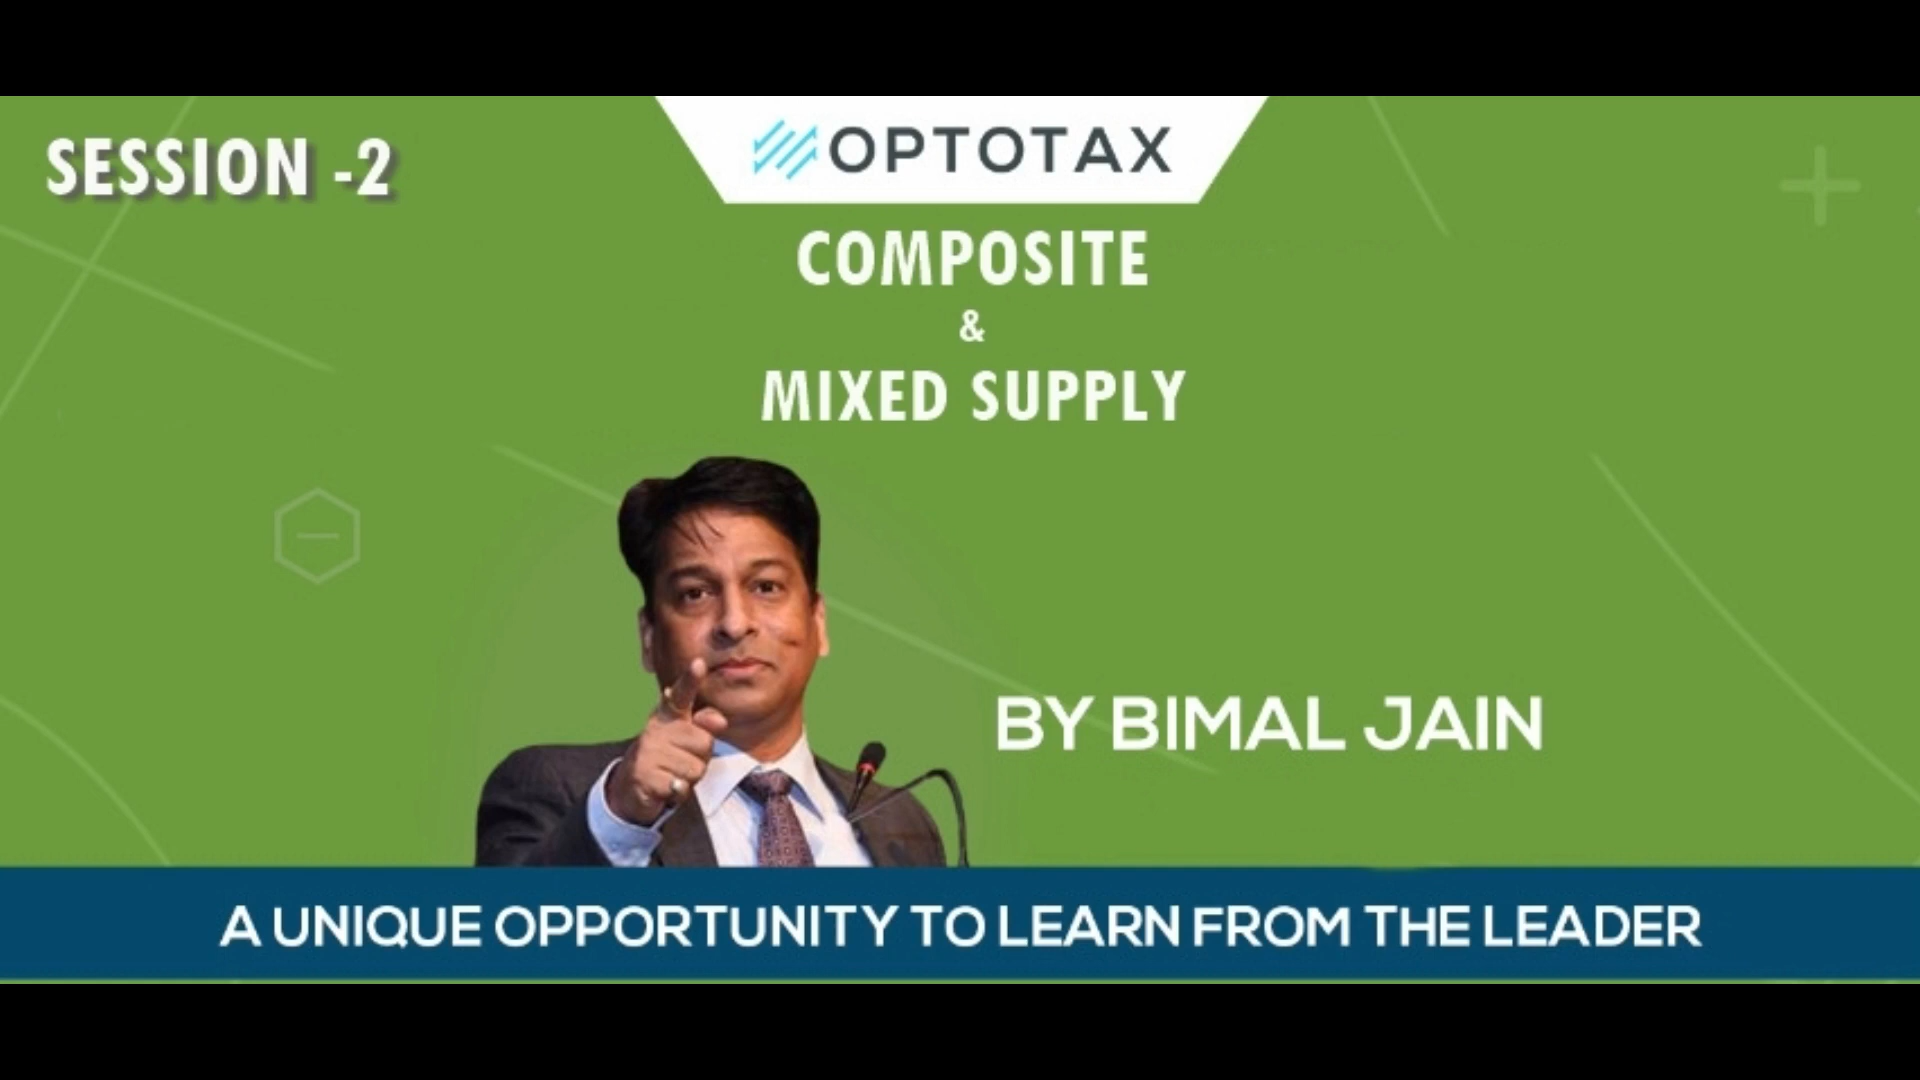 SESSION -2
OPTOTAX
COMPOSITE
&
MIXED SUPPLY
BY BIMAL JAIN
A UNIQUE OPPORTUNITY TO LEARN FROM THE LEADER